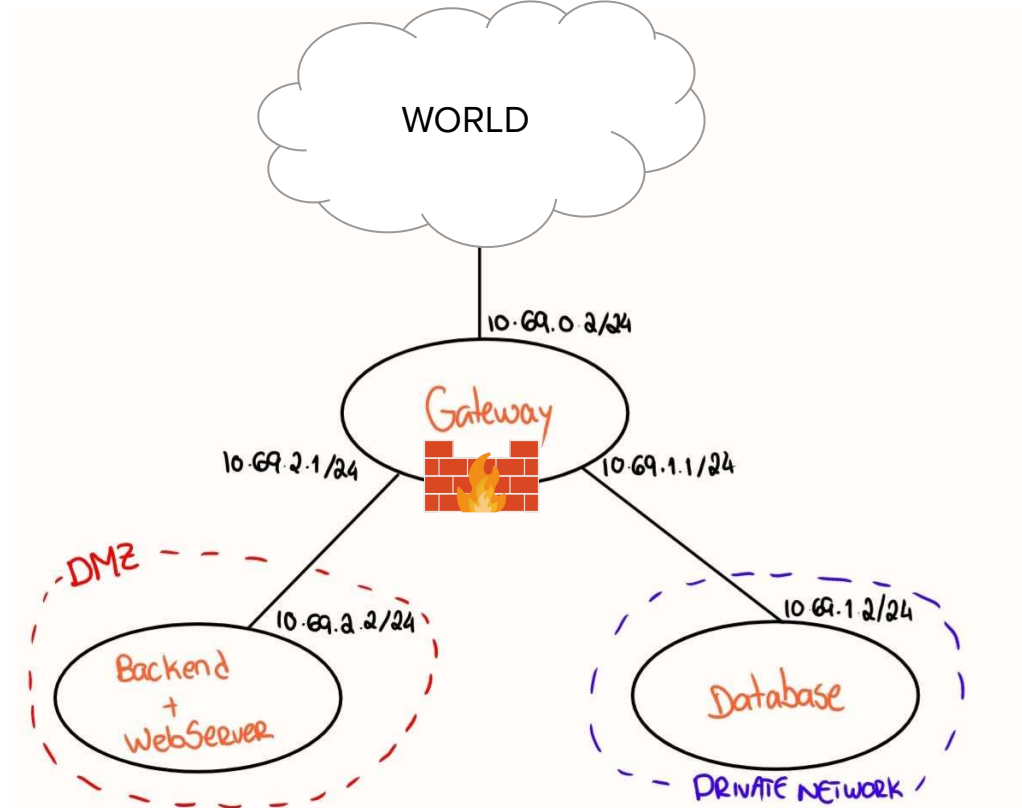 WORLD
10.69.0.2/24
Gateway
10.69.2.1/24
10.69.1.1/24
DMZ
10.69.2.2/24
10.69.1.2/24
Backend
+
WebServer
Database
PRIVATE NETWORK